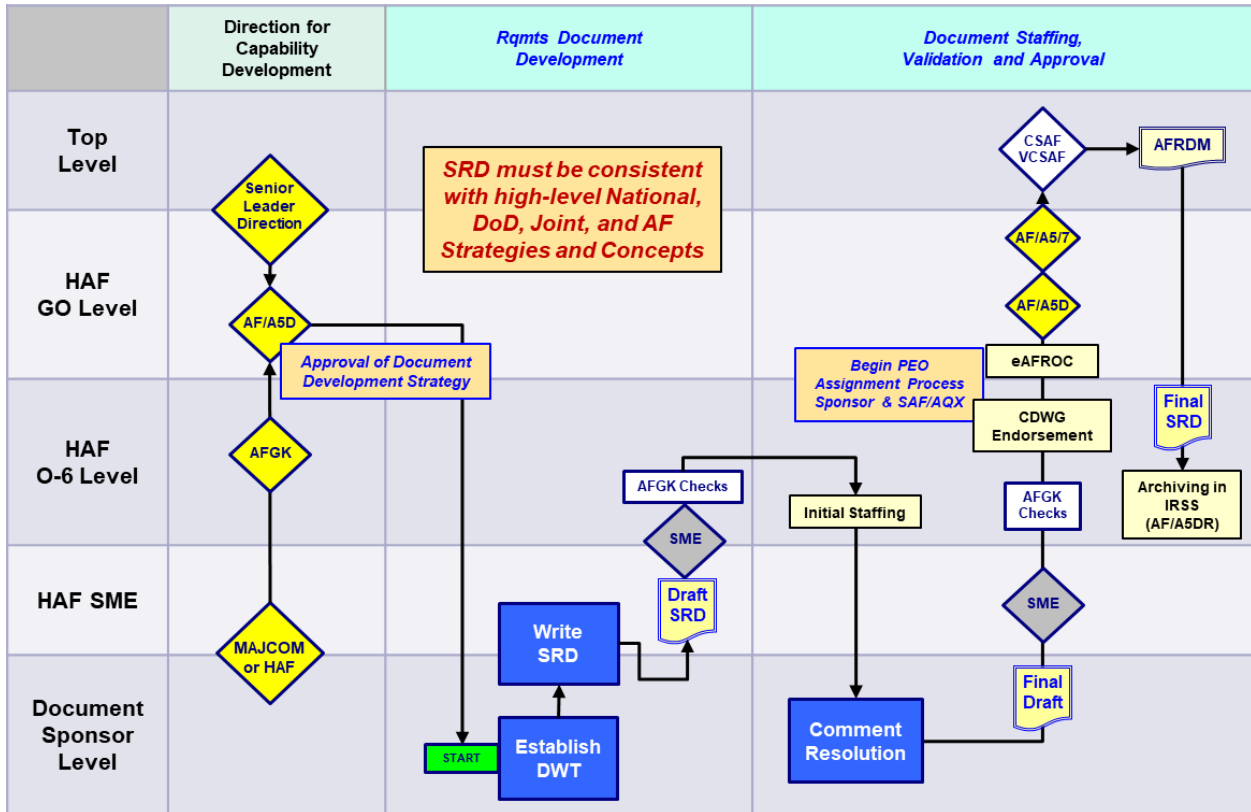 Direction for
Capability
Development
Rqmts Document
Development
Document Staffing,
Validation and Approval
Top
Level
Senior
Leader
Direction
SRD must be consistent
with high-level National,
DoD, Joint, and AF
Strategies and Concepts
CSAF
VCSAF
AFRDM
HAF
GO Level
AF/A5D
Approval of Document
Development Strategy
AF/A5/7
AF/A5D
eAFROC
Begin PEO
Assignment Process
Sponsor & SAF/AQX
HAF
O-6 Level
AFGK
AFGK Checks
SME
Initial Staffing
CDWG
Endorsement
AFGK
Checks
Final
SRD
Archiving in
IRSS
(AF/A5DR)
HAF SME
MAJCOM
or HAF
Write
SRD
Draft
SRD
SME
Document
Sponsor
Level
START
Establish
DWT
Comment
Resolution
Final
Draft